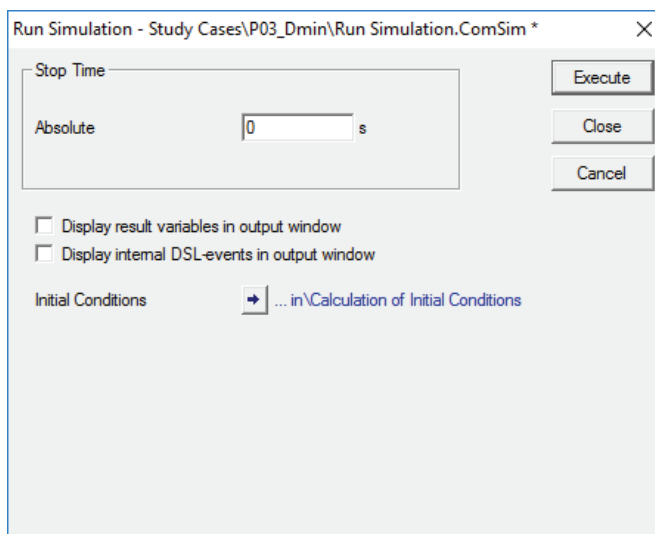 Run Simulation - Study Cases\P03_Dmin\Run Simulation.ComSim *
Stop Time
Execute
Absolute
0
s
Close
Cancel
Display result variables in output window
Display internal DSL-events in output window
Initial Conditions
... in\Calculation of Initial Conditions